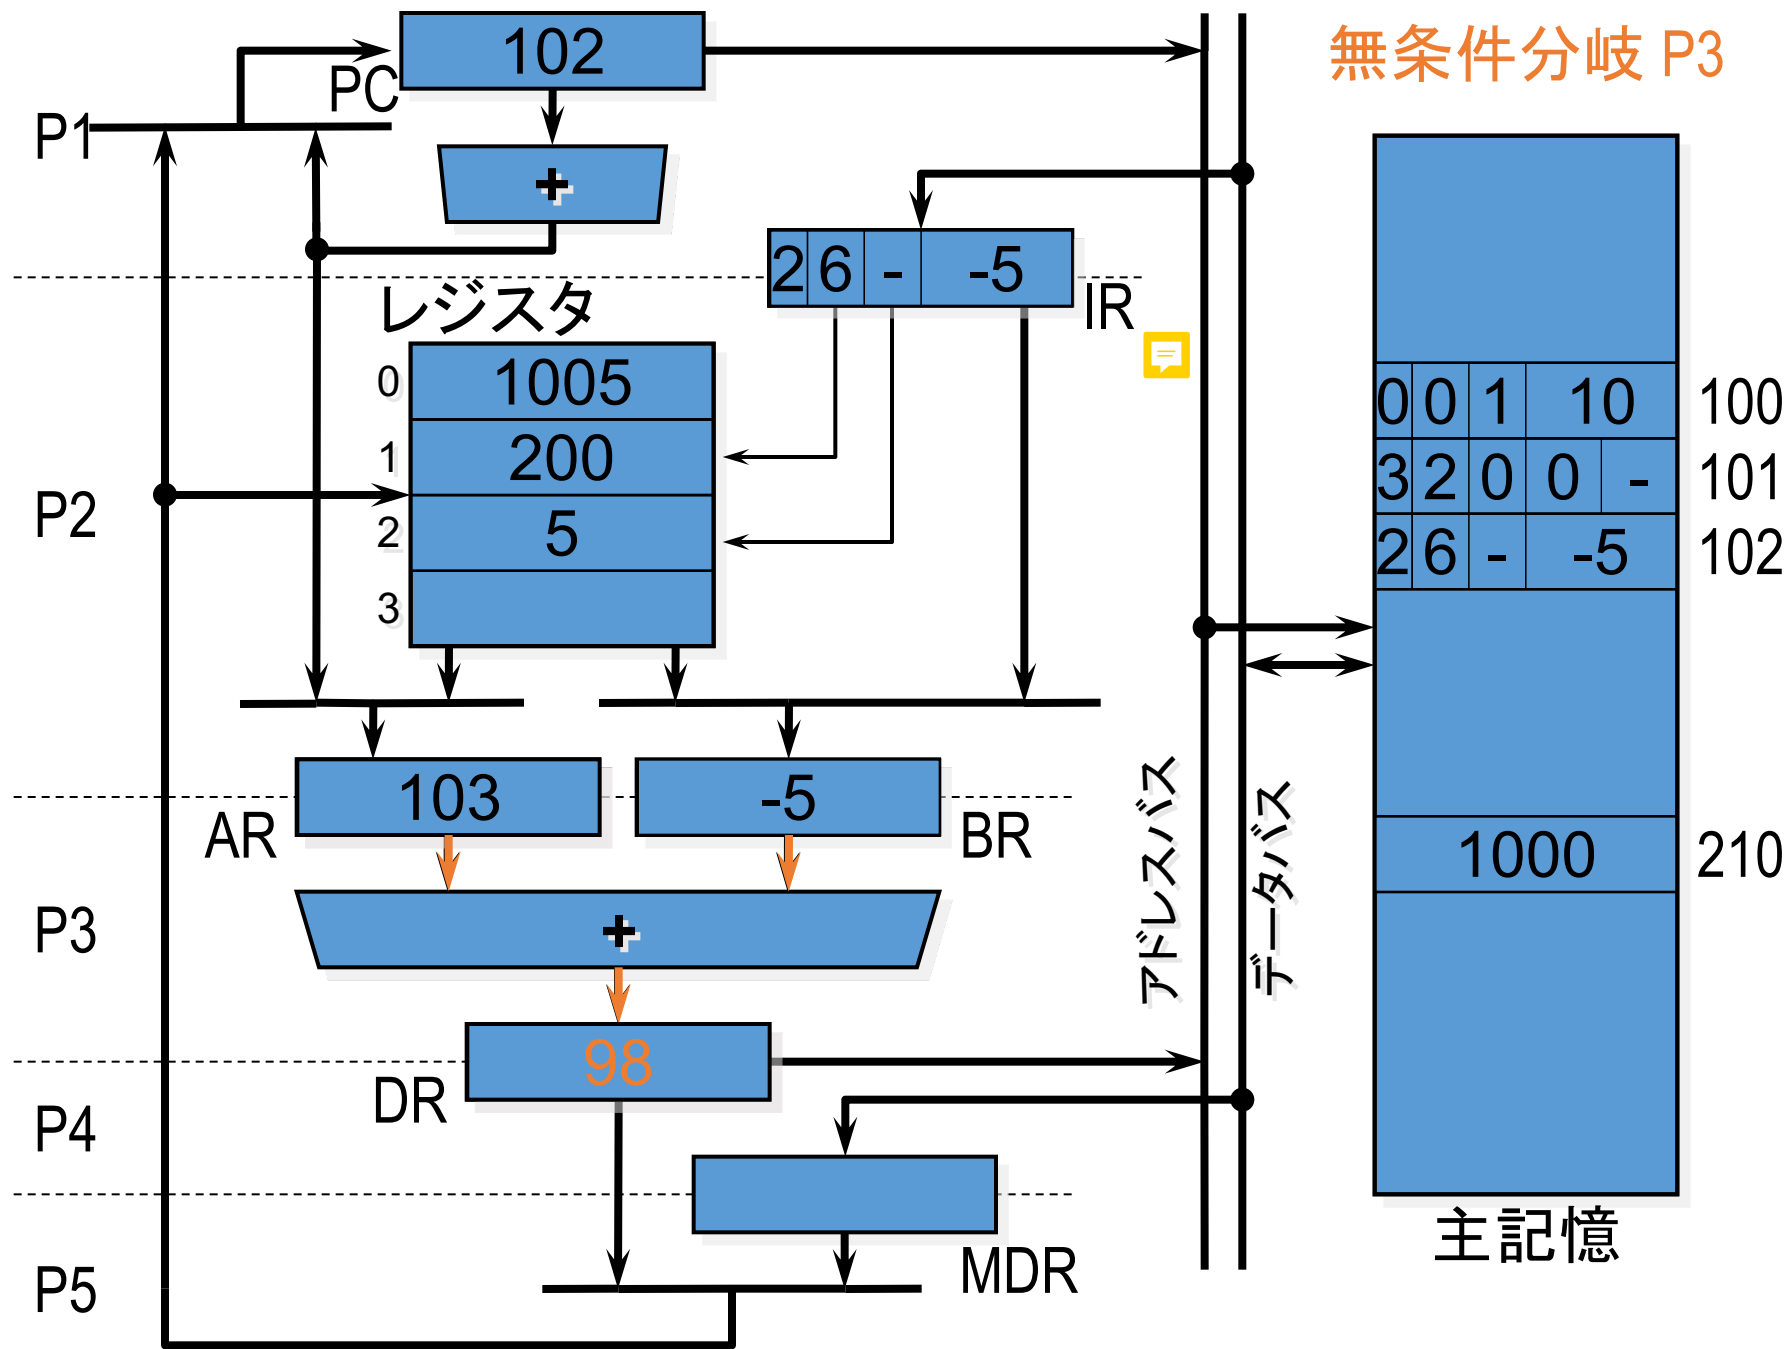 102
無条件分岐 P3
PC
P1
+
2 6 - -5
IR
レジスタ
0 1005
1 200
2 5
3
P2
0 0 1 10 100
3 2 0 0 - 101
2 6 - -5 102
103
-5
AR
BR
アドレスバス
データバス
1000 210
P3
+
98
DR
P4
MDR
主記憶
P5